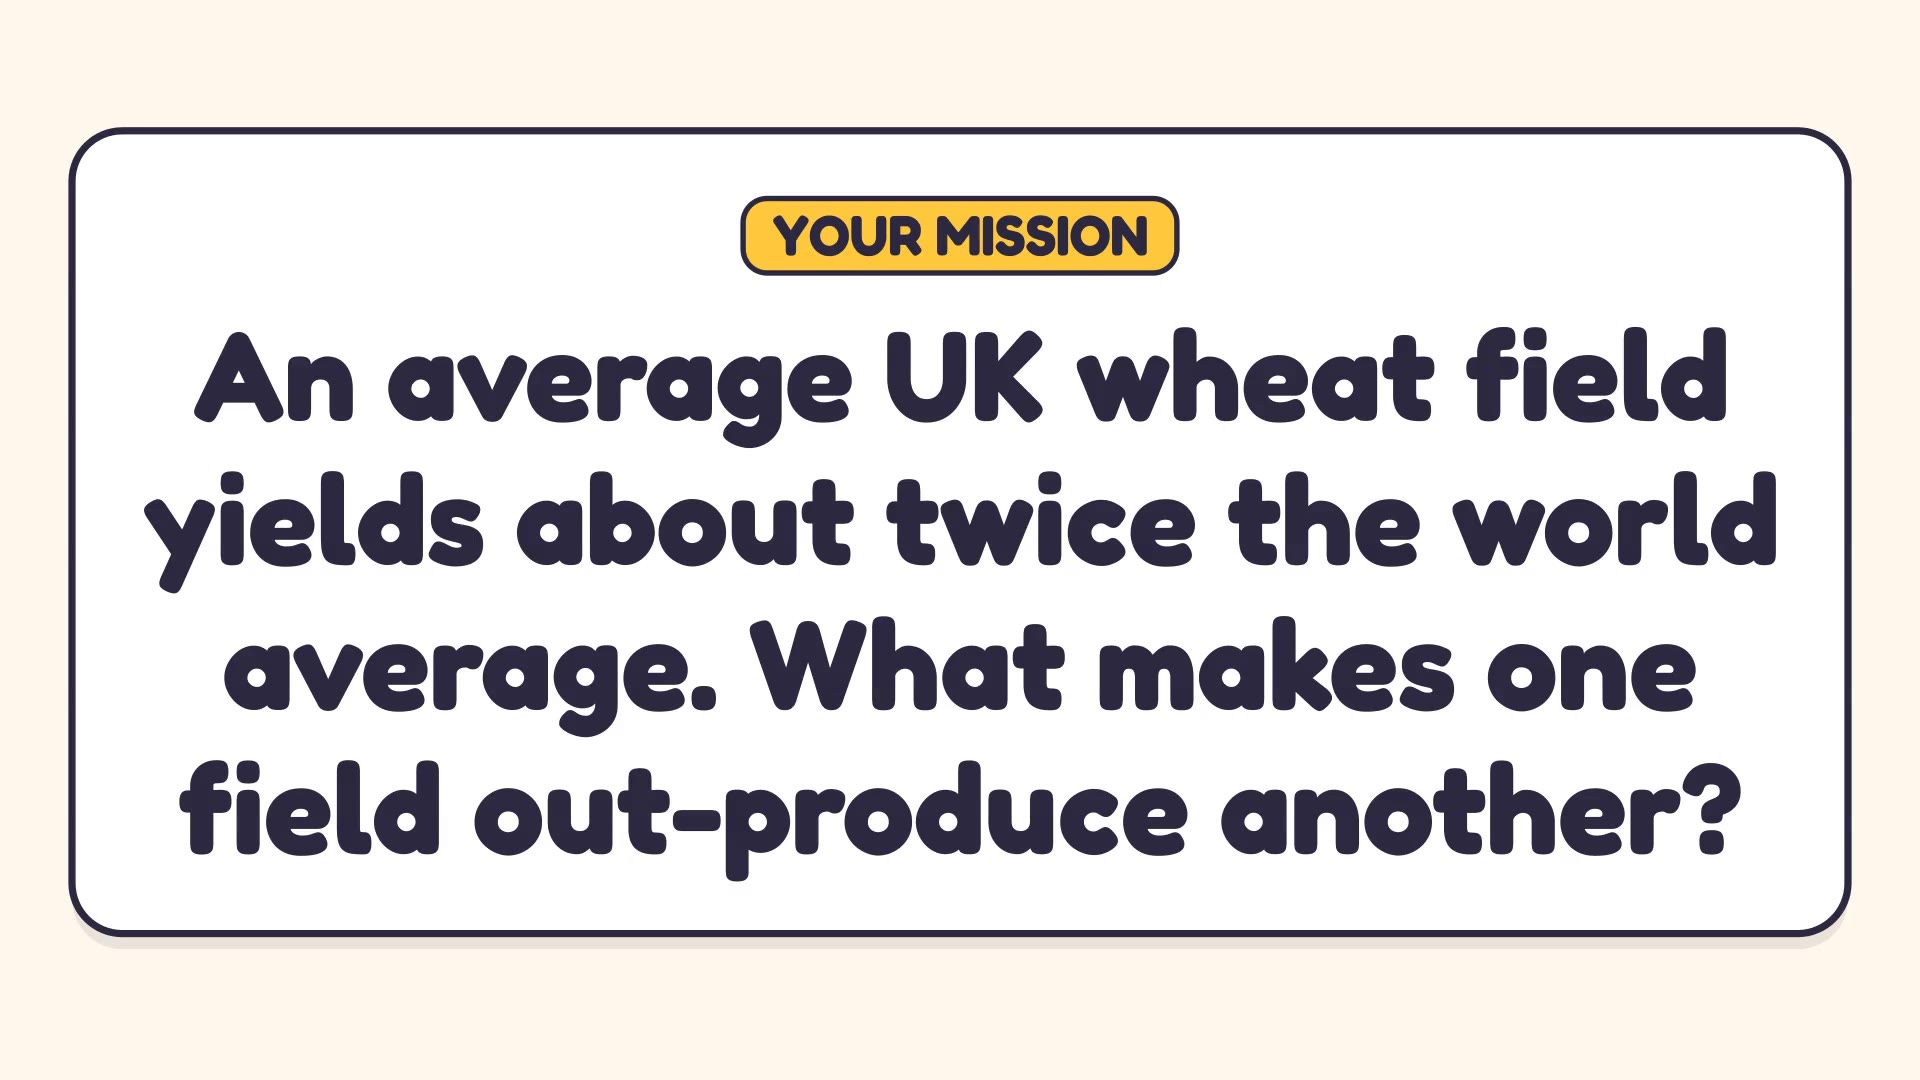 YOUR MISSION
An average UK wheat field
yields about twice the world
average. What makes one
field out-produce another?